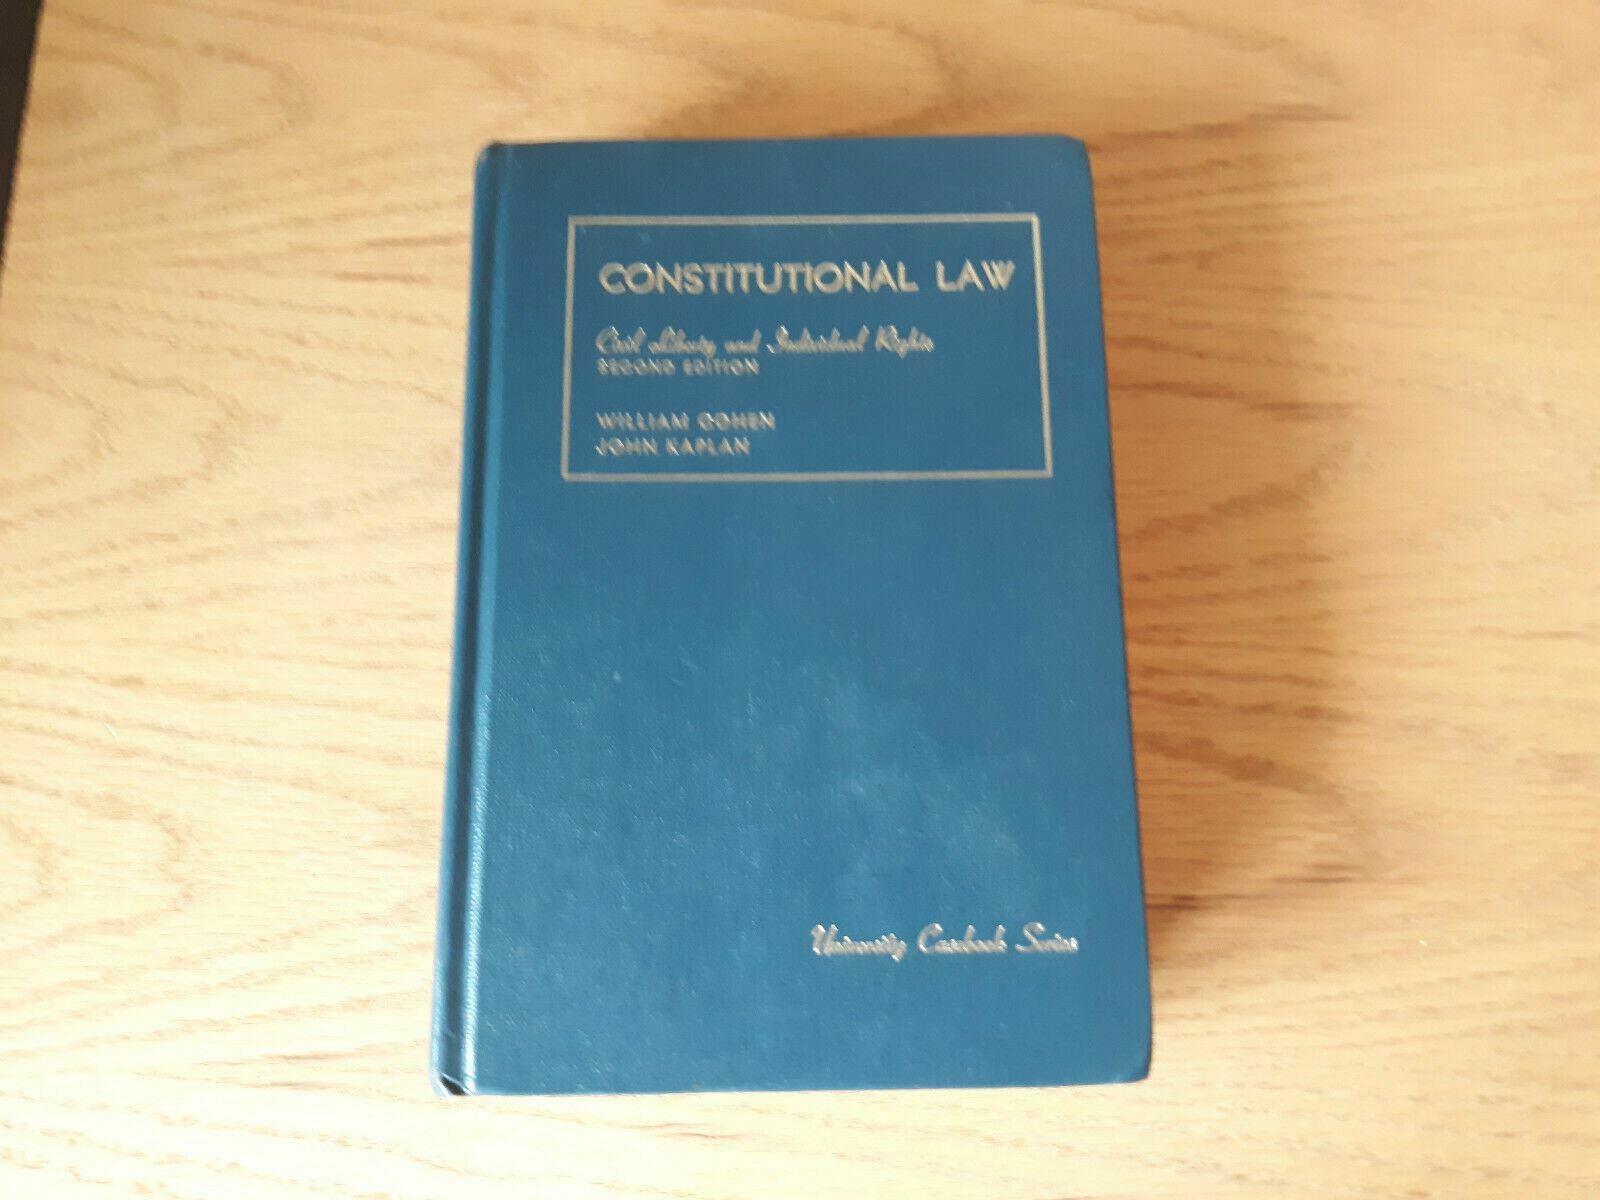 CONSTITUTIONAL LAW
Civil Liberty and Individual Rights
SECOND EDITION
WILLIAM COHEN
JOHN KAPLAN
University Casebook Series